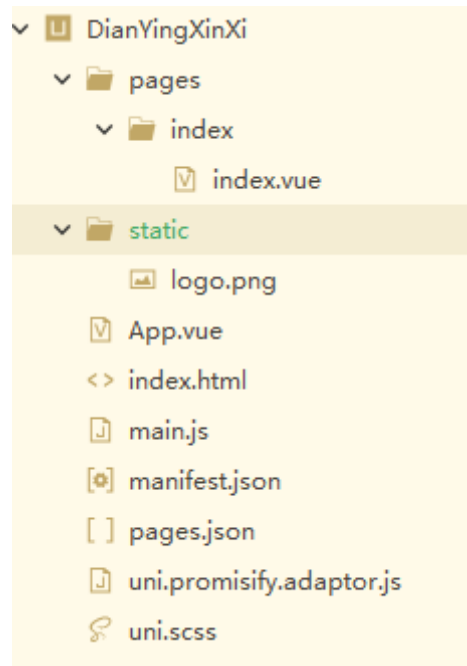 DianYingXinXi
pages
index
index.vue
static
logo.png
App.vue
index.html
main.js
manifest.json
pages.json
uni.promisify.adaptor.js
uni.scss